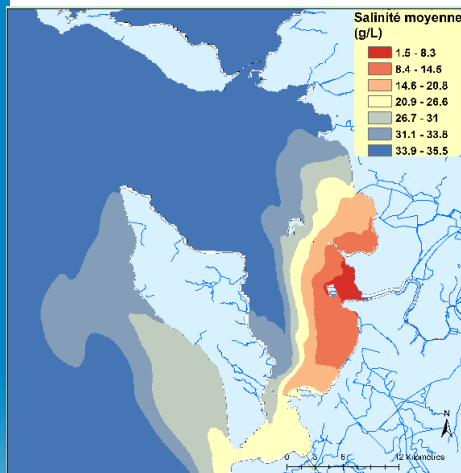 Salinité moyenne
(g/L)
1.5 - 8.3
8.4 - 14.5
14.6 - 20.8
20.9 - 26.6
26.7 - 31
31.1 - 33.8
33.9 - 35.5
N
0 3 6 12 Kilomètres